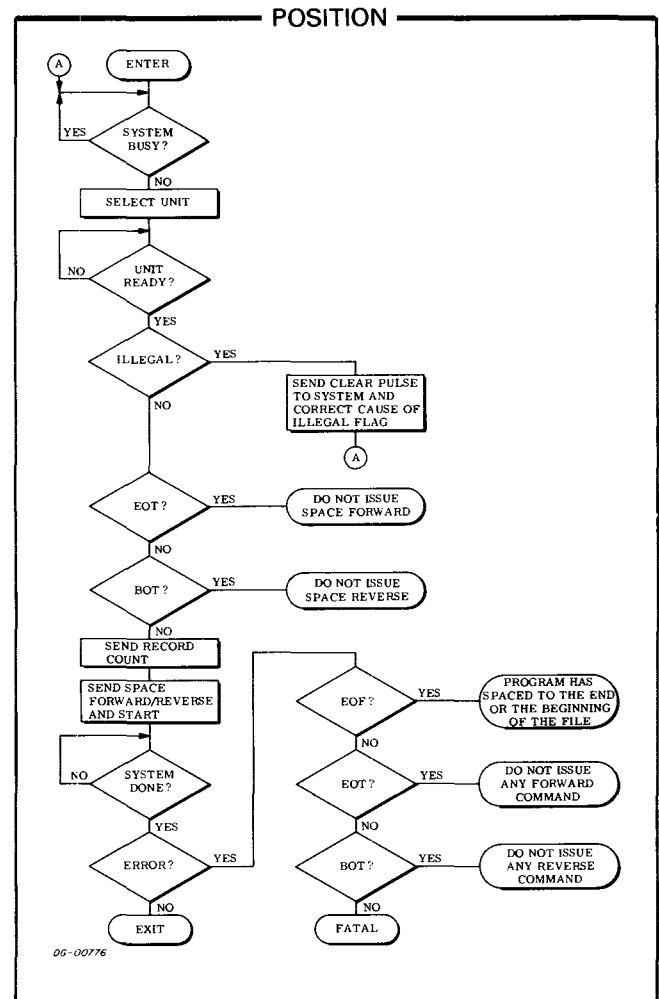 POSITION
A
ENTER
YES
SYSTEM
BUSY?
NO
SELECT UNIT
NO
UNIT
READY?
YES
ILLEGAL?
YES
NO
SEND CLEAR PULSE
TO SYSTEM AND
CORRECT CAUSE OF
ILLEGAL FLAG
A
EOT?
YES
DO NOT ISSUE
SPACE FORWARD
NO
BOT?
YES
DO NOT ISSUE
SPACE REVERSE
NO
SEND RECORD
COUNT
SEND SPACE
FORWARD/REVERSE
AND START
NO
SYSTEM
DONE?
YES
ERROR?
YES
NO
EXIT
EOF?
YES
PROGRAM HAS
SPACED TO THE END
OR THE BEGINNING
OF THE FILE
NO
EOT?
YES
DO NOT ISSUE
ANY FORWARD
COMMAND
NO
BOT?
YES
DO NOT ISSUE
ANY REVERSE
COMMAND
NO
FATAL
DG-00776